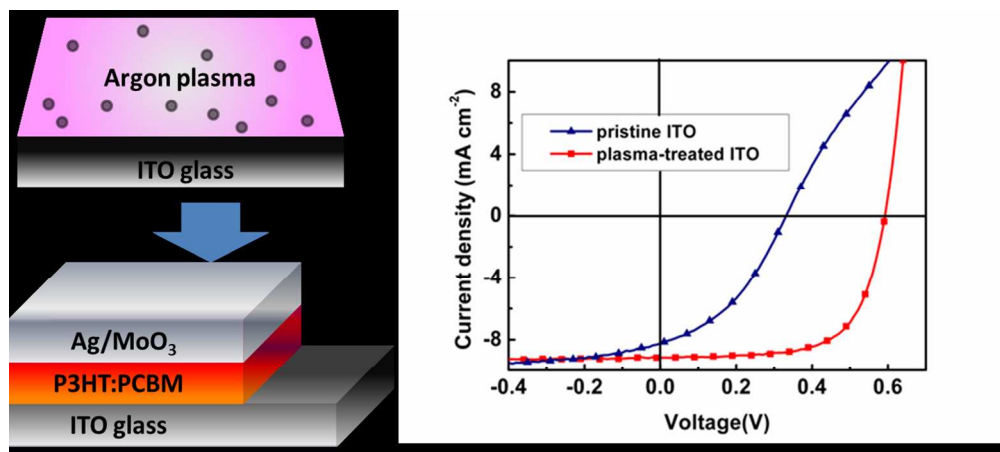 Argon plasma
ITO glass
Ag/MoO₃
P3HT:PCBM
ITO glass
Current density (mA cm⁻²)
8
4
0
-4
-8
pristine ITO
plasma-treated ITO
-0.4 -0.2 0.0 0.2 0.4 0.6
Voltage(V)